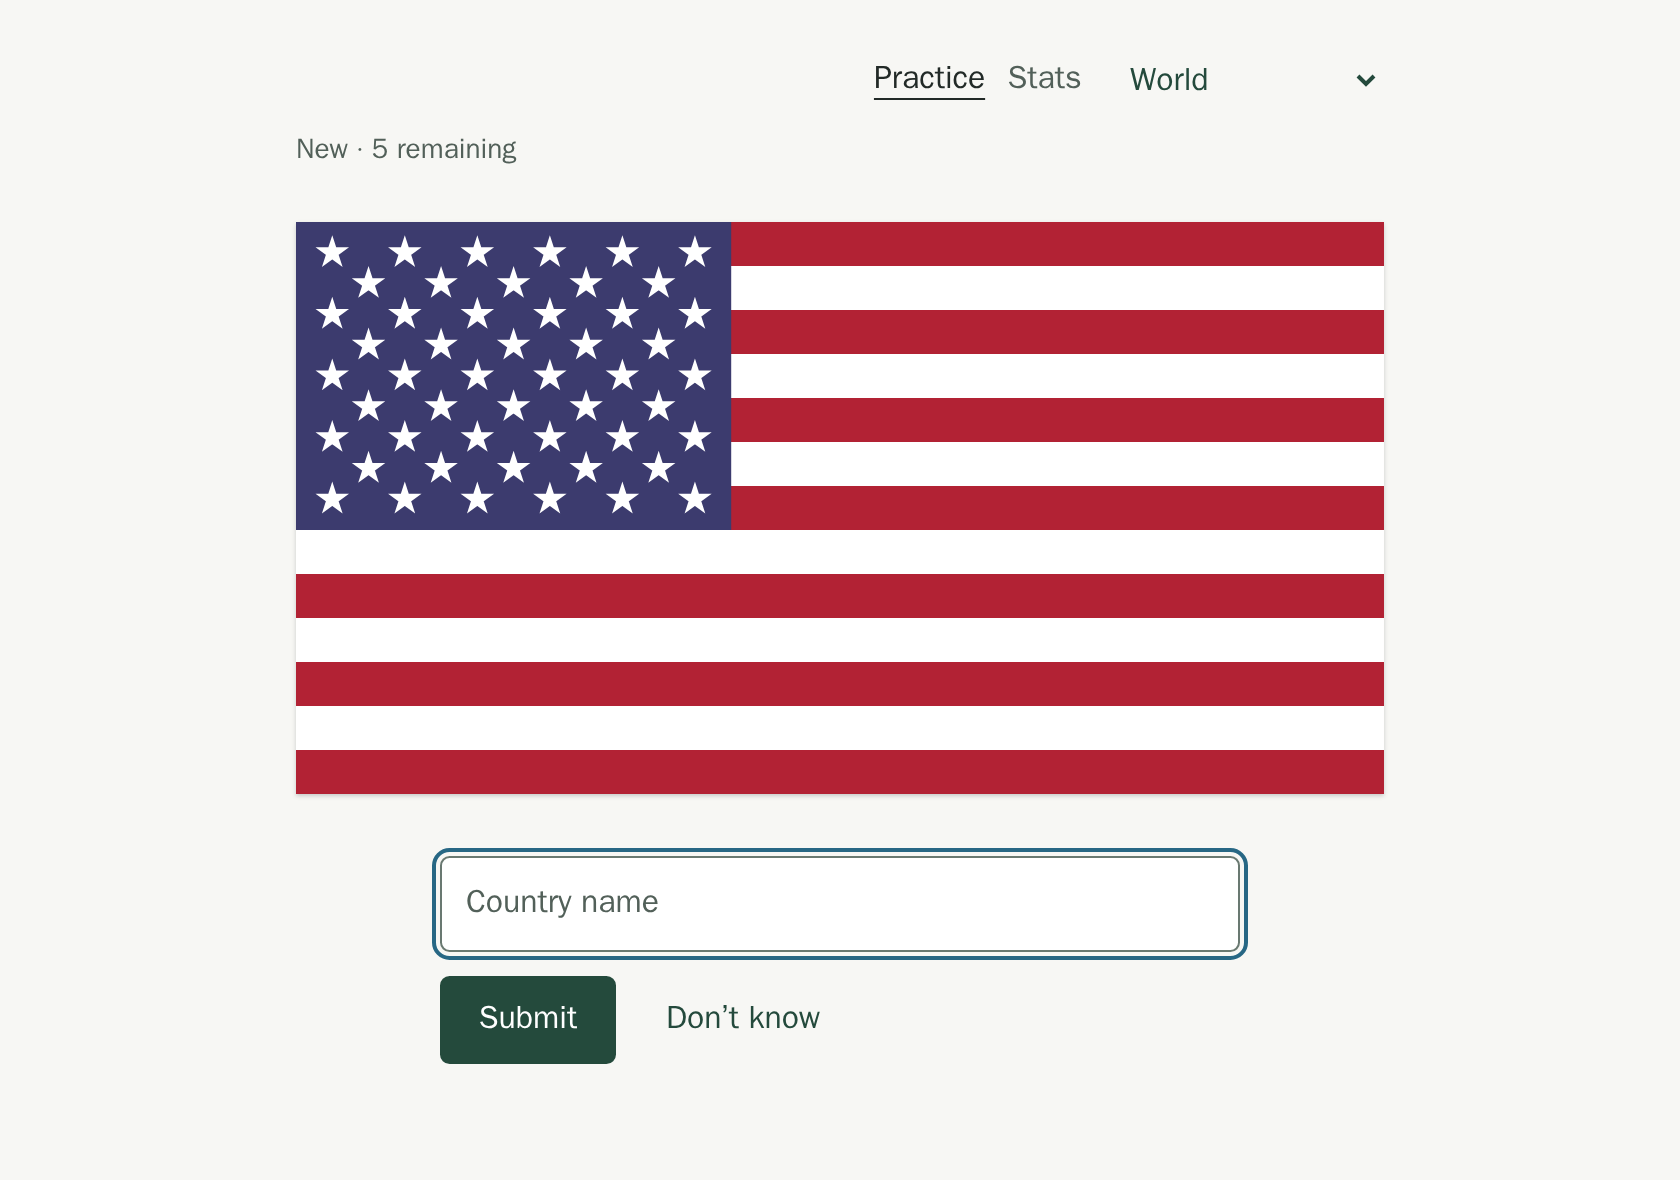 Practice Stats World
New · 5 remaining
Country name
Submit Don’t know